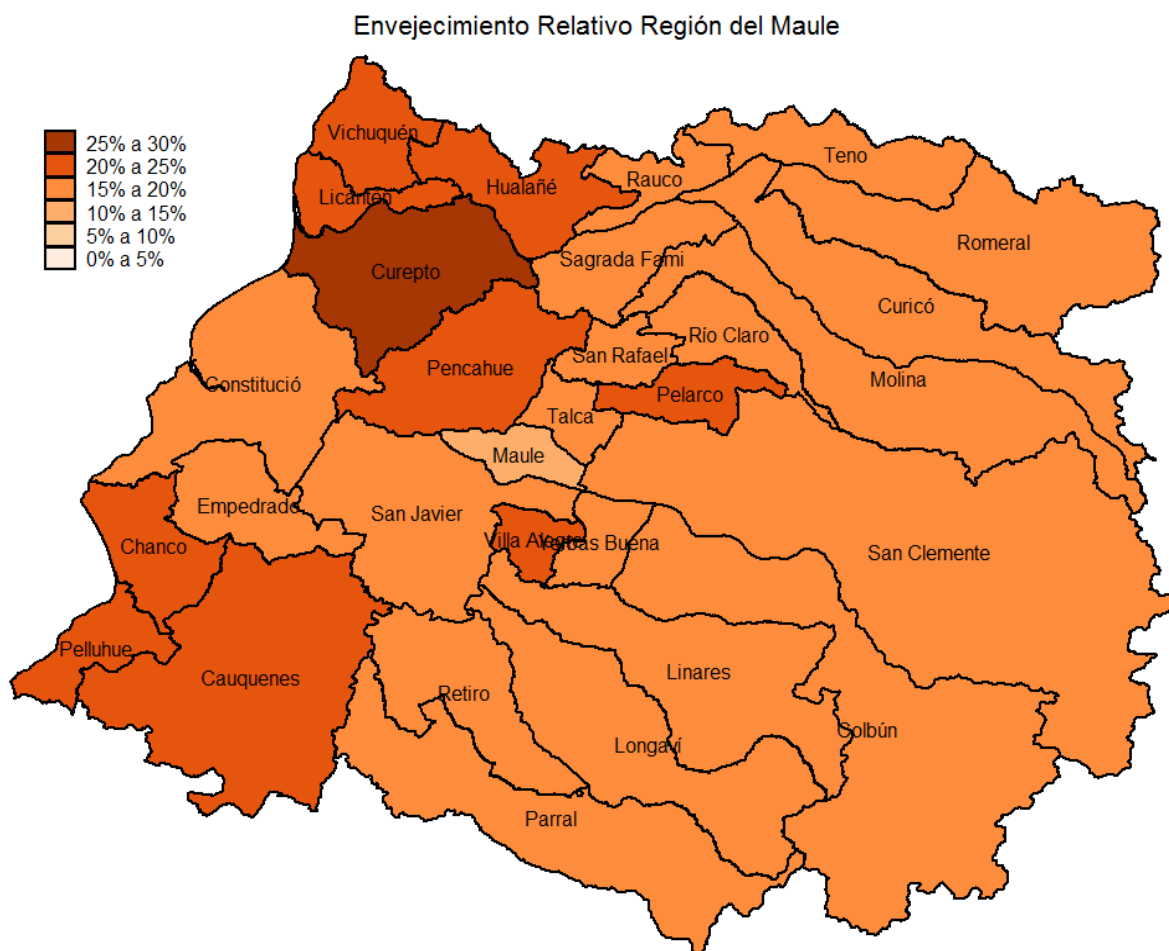 Envejecimiento Relativo Región del Maule
25% a 30%
20% a 25%
15% a 20%
10% a 15%
5% a 10%
0% a 5%
Vichuquén
Teno
Rauco
Hualañé
Licantén
Romeral
Sagrada Fami
Curepto
Curicó
Río Claro
San Rafael
Pencahue
Molina
Constitució
Pelarco
Talca
Maule
Empedrado
San Javier
Villa Alegre
Yerbas Buena
Chanco
San Clemente
Pelluhue
Linares
Cauquenes
Retiro
Colbún
Longaví
Parral